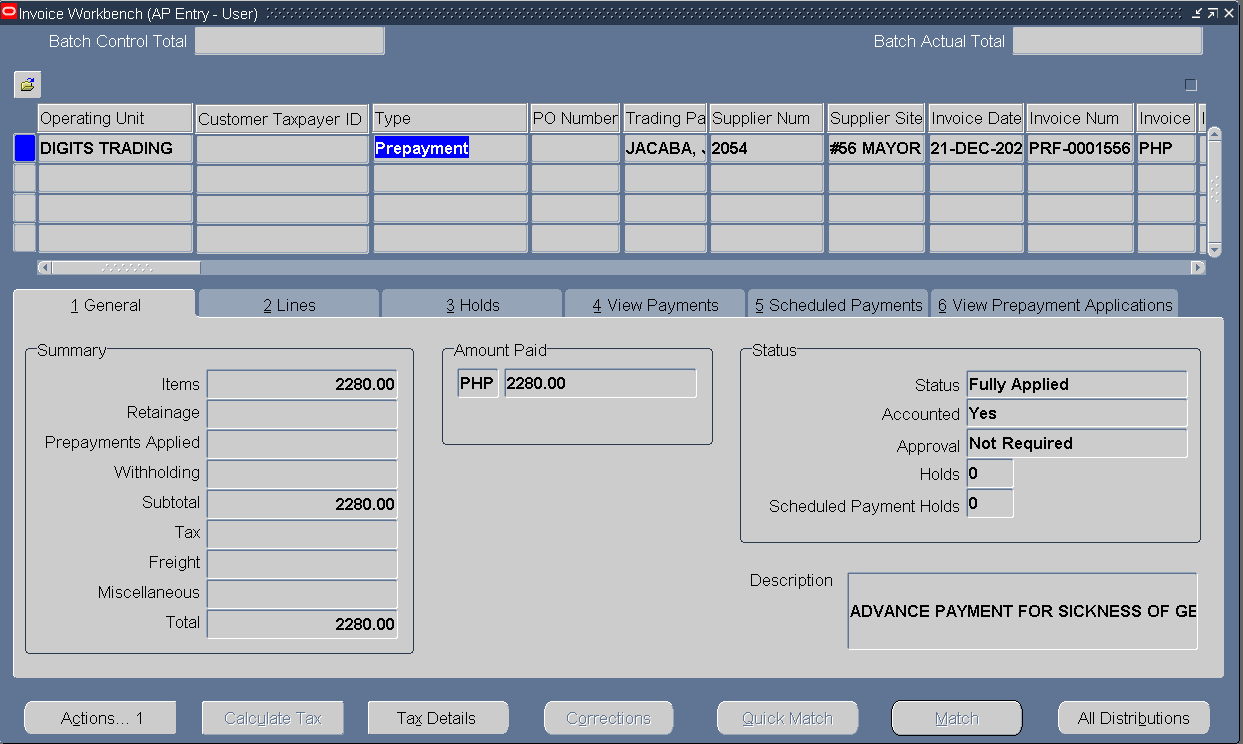 Invoice Workbench (AP Entry - User)
Batch Control Total Batch Actual Total
Operating Unit Customer Taxpayer ID Type PO Number Trading Pa Supplier Num Supplier Site Invoice Date Invoice Num Invoice I
DIGITS TRADING Prepayment JACABA, J 2054 #56 MAYOR 21-DEC-202 PRF-0001556 PHP
1 General 2 Lines 3 Holds 4 View Payments 5 Scheduled Payments 6 View Prepayment Applications
Summary Amount Paid Status
Items 2280.00 PHP 2280.00 Status Fully Applied
Retainage Accounted Yes
Prepayments Applied Approval Not Required
Withholding Holds 0
Subtotal 2280.00 Scheduled Payment Holds 0
Tax
Freight
Miscellaneous Description
Total 2280.00 ADVANCE PAYMENT FOR SICKNESS OF GE
Actions... 1 Calculate Tax Tax Details Corrections Quick Match Match All Distributions